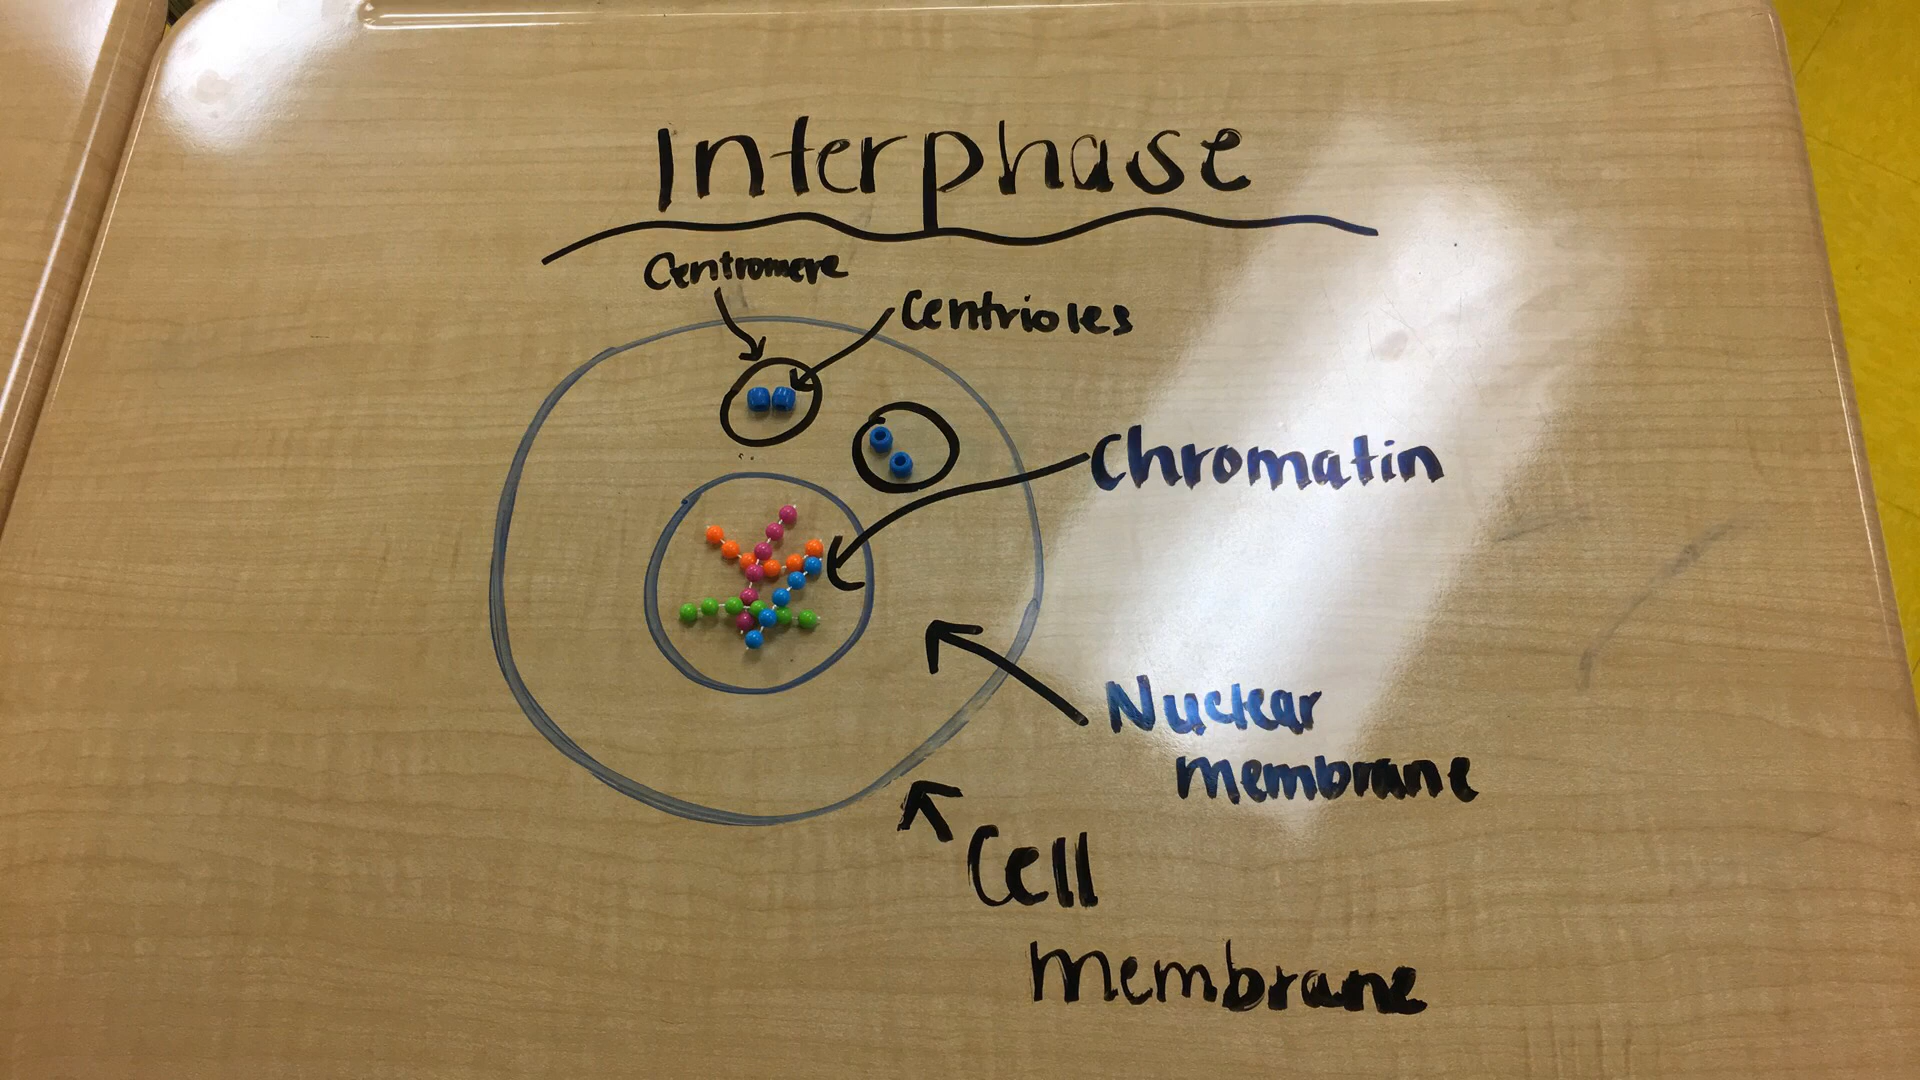 Interphase
Centromere
Centrioles
Chromatin
Nuclear
membrane
Cell
membrane